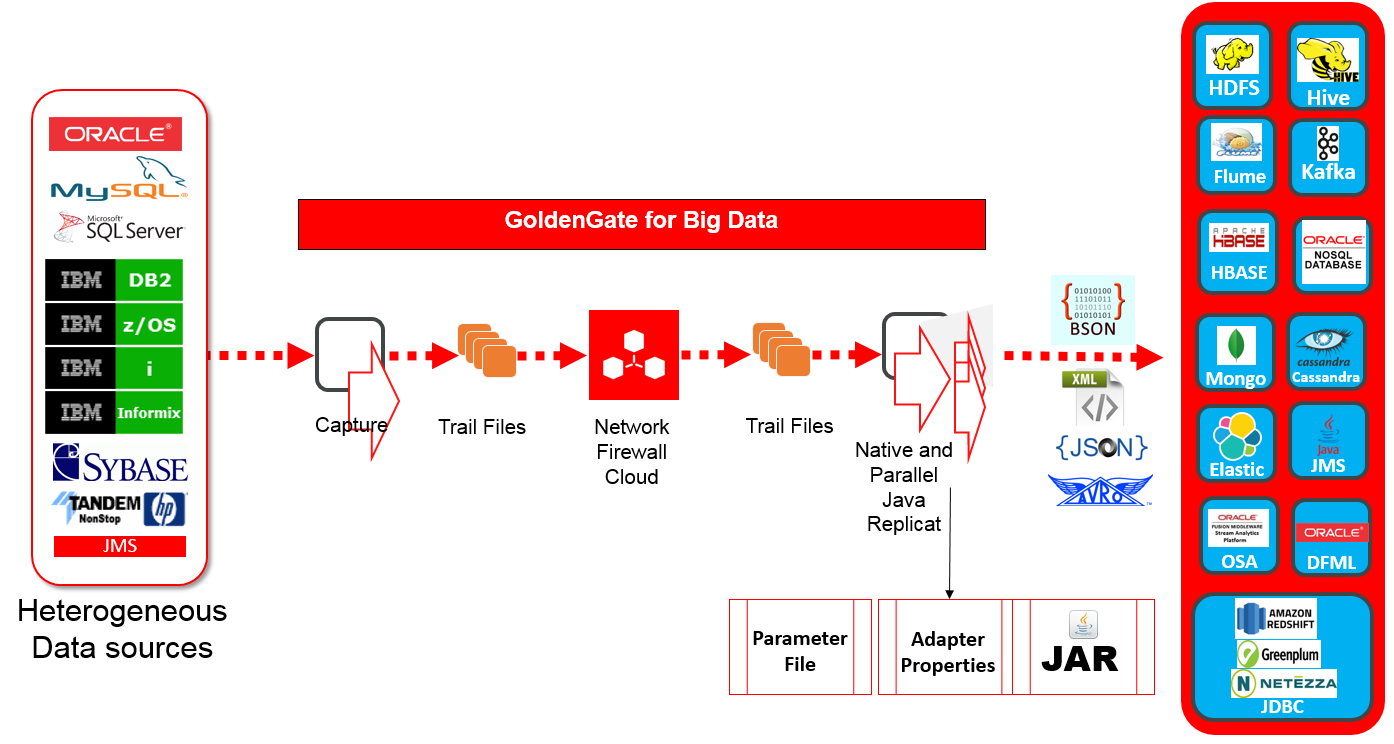 ORACLE®
MySQL®
Microsoft®
SQL Server®
IBM DB2
IBM z/OS
IBM i
IBM Informix
SYBASE
TANDEM
NonStop
hp
JMS
Heterogeneous
Data sources
GoldenGate for Big Data
Capture
Trail Files
Network
Firewall
Cloud
Trail Files
Native and
Parallel
Java
Replicat
Parameter
File
Adapter
Properties
JAR
{01010100
11101011
10101110
01010101}
BSON
XML
</>
{JSON}
AVRO™
HDFS
HIVE
Hive
flume
Flume
Kafka
APACHE
HBASE
HBASE
ORACLE®
NOSQL
DATABASE
Mongo
cassandra
Cassandra
Elastic
Java
JMS
ORACLE
FUSION MIDDLEWARE
Stream Analytics
Platform
OSA
ORACLE®
DFML
AMAZON
REDSHIFT
Greenplum
N NETEZZA
JDBC